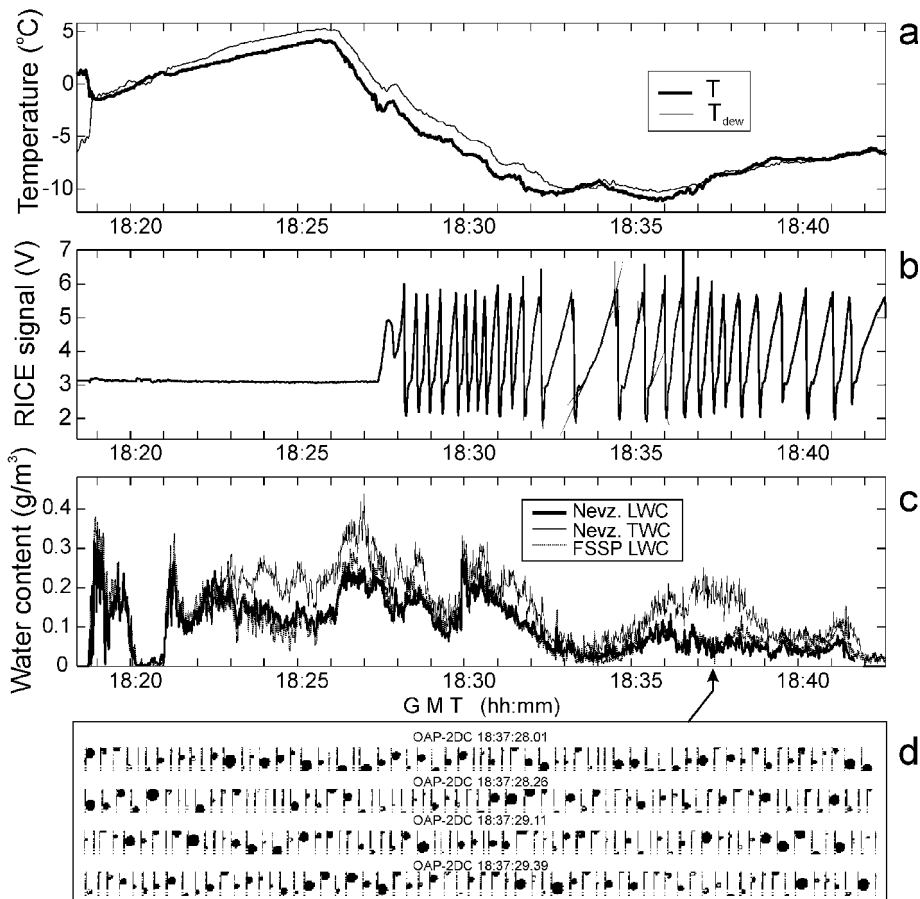 a
Temperature (°C)
5
0
-5
-10
T
T dew
18:20 18:25 18:30 18:35 18:40
b
RICE signal (V)
7
6
5
4
3
2
18:20 18:25 18:30 18:35 18:40
c
Water content (g/m³)
0.4
0.3
0.2
0.1
0
Nevz. LWC
Nevz. TWC
FSSP LWC
18:20 18:25 18:30 18:35 18:40
G M T (hh:mm)
d
OAP-2DC 18:37:28.01
OAP-2DC 18:37:28.26
OAP-2DC 18:37:29.11
OAP-2DC 18:37:29.39